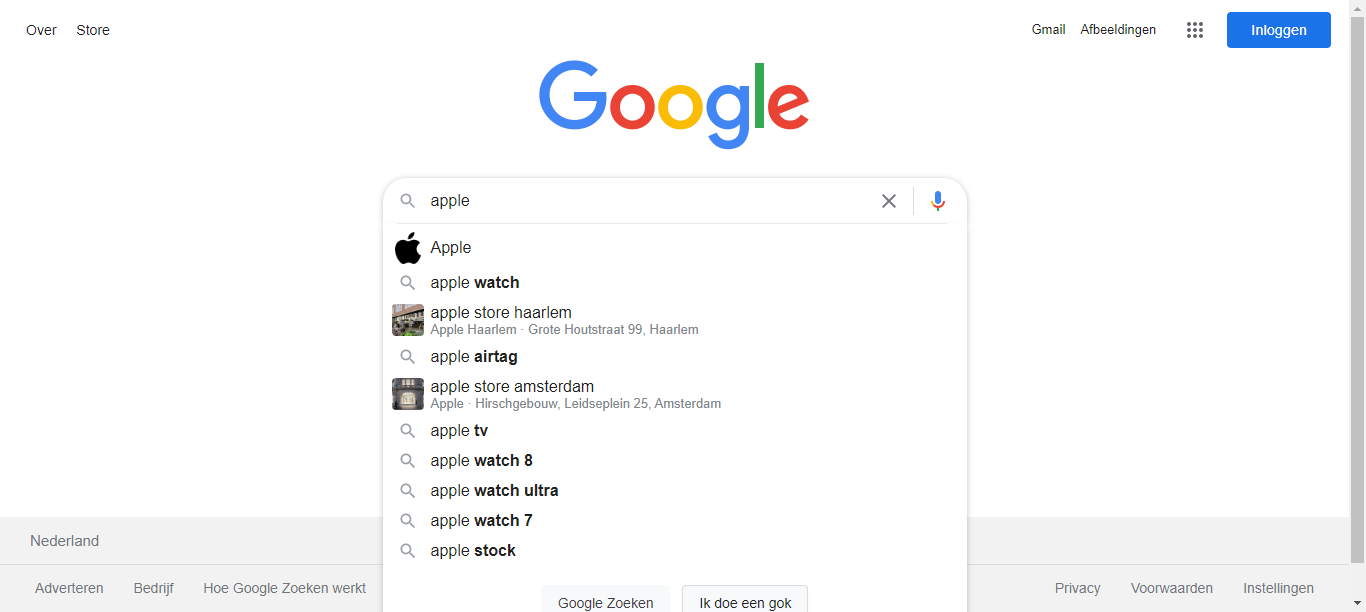 Over Store Gmail Afbeeldingen Inloggen
Google
apple
Apple
apple watch
apple store haarlem
Apple Haarlem · Grote Houtstraat 99, Haarlem
apple airtag
apple store amsterdam
Apple · Hirschgebouw, Leidseplein 25, Amsterdam
apple tv
apple watch 8
apple watch ultra
apple watch 7
apple stock
Nederland
Adverteren Bedrijf Hoe Google Zoeken werkt Privacy Voorwaarden Instellingen
Google Zoeken Ik doe een gok